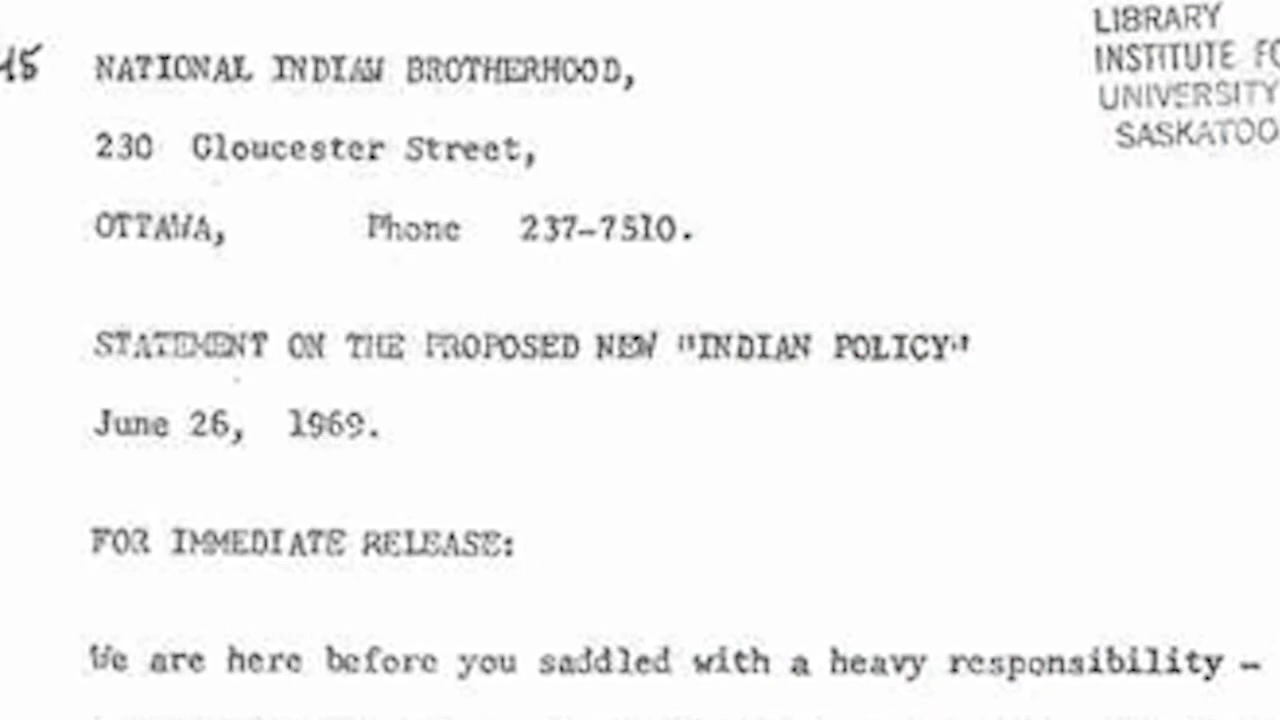 45
NATIONAL INDIAN BROTHERHOOD,
230 Gloucester Street,
OTTAWA, Phone 237-7510.
STATEMENT ON THE PROPOSED NEW "INDIAN POLICY"
June 26, 1969.
FOR IMMEDIATE RELEASE:
We are here before you saddled with a heavy responsibility -
LIBRARY
INSTITUTE FO
UNIVERSITY
SASKATOO